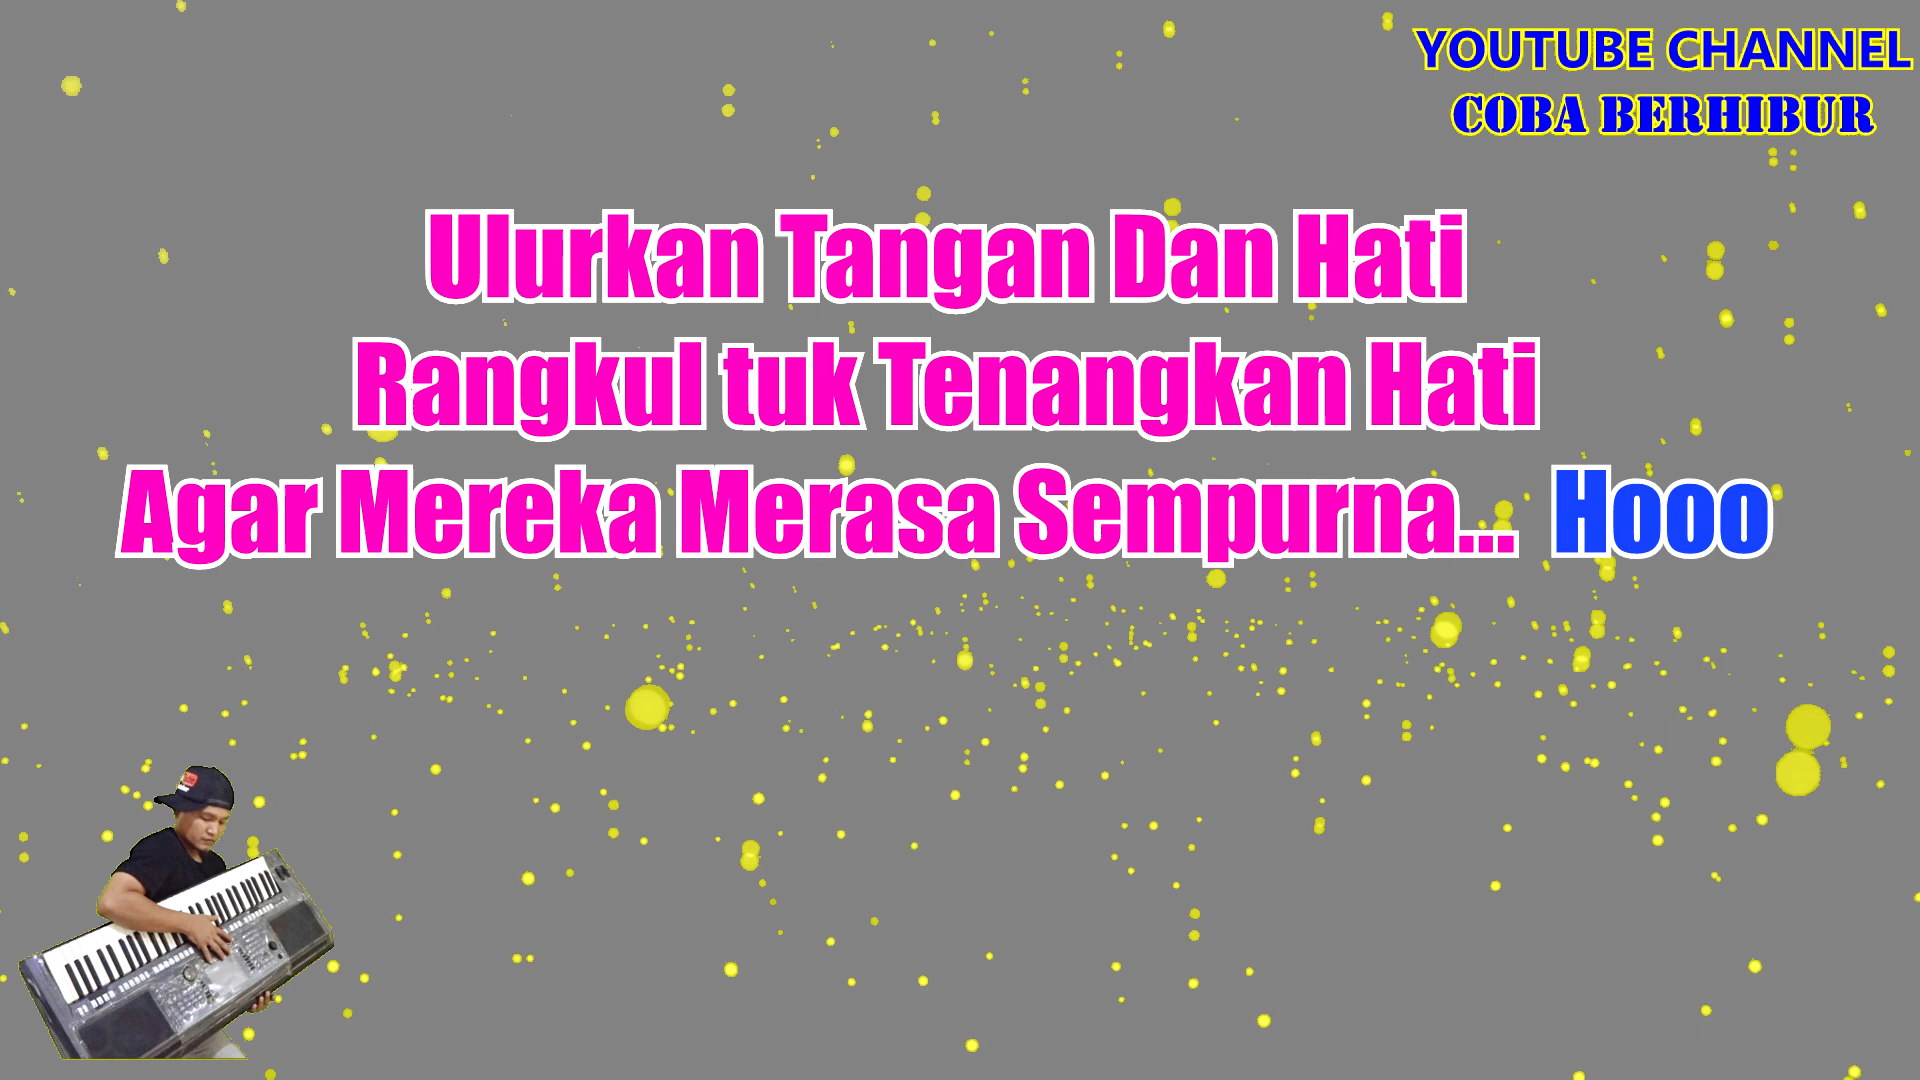 YOUTUBE CHANNEL
COBA BERHIBUR
Ulurkan Tangan Dan Hati
Rangkul tuk Tenangkan Hati
Agar Mereka Merasa Sempurna... Hooo